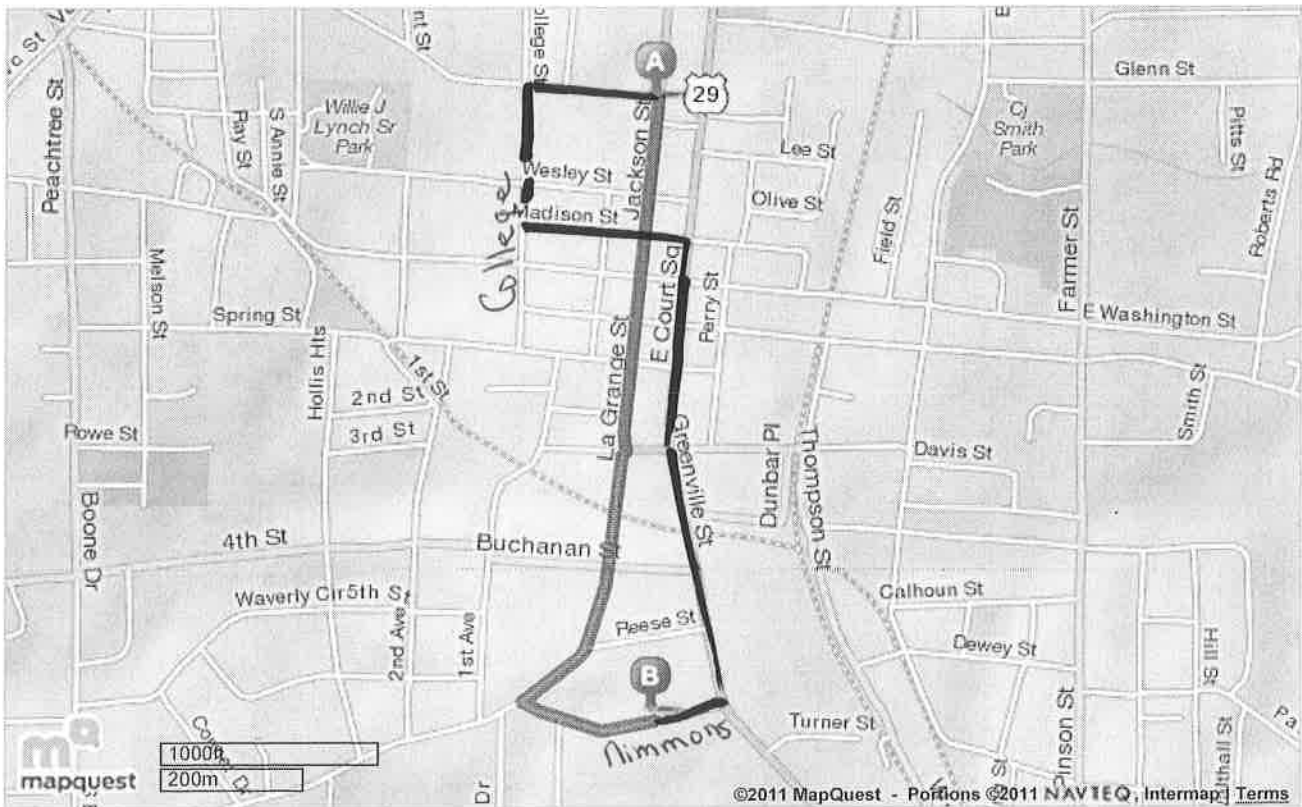 College St
A
29
Glenn St
Peachtree St
Ray St
S Annie St
Willie J
Lynch Sr
Park
Jackson St
Lee St
Cj
Smith
Park
Pitts St
Wesley St
Olive St
Madison St
College
Field St
Farmer St
Roberts Rd
Melson St
Spring St
Hollis Hts
E Court Sq
Perry St
E Washington St
La Grange St
1st St
2nd St
3rd St
Smith St
Rowe St
Greenville St
Dunbar Pl
Thompson St
Davis St
Boone Dr
4th St
Buchanan St
Waverly Cir
5th St
Calhoun St
2nd Ave
1st Ave
Reese St
Dewey St
Hill St
B
Pinson St
Turner St
Nimmons
mq
mapquest
1000ft
200m
Dr
©2011 MapQuest - Portions ©2011 NAVTEQ, Intermap | Terms